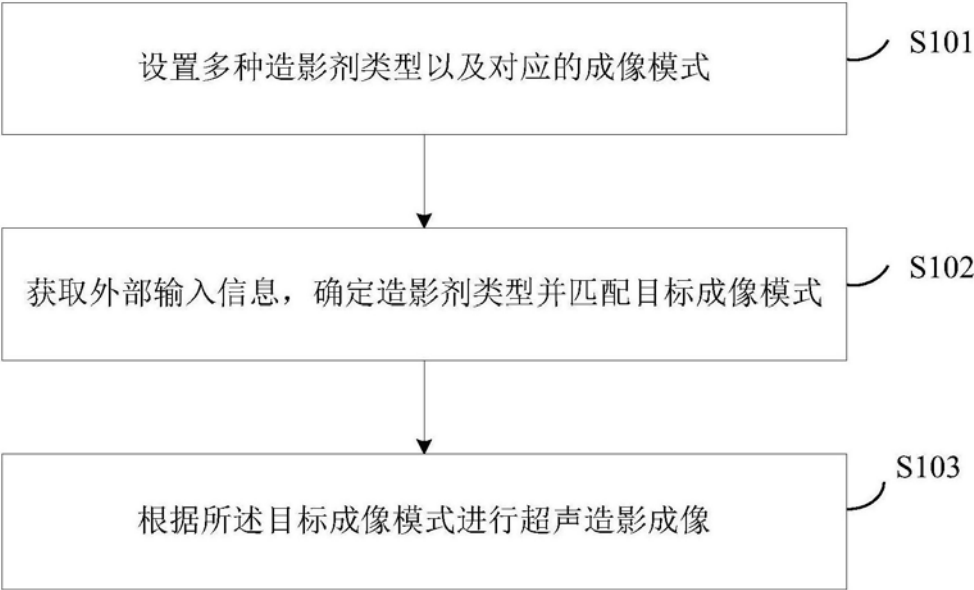 设置多种造影剂类型以及对应的成像模式
S101
获取外部输入信息，确定造影剂类型并匹配目标成像模式
S102
根据所述目标成像模式进行超声造影成像
S103